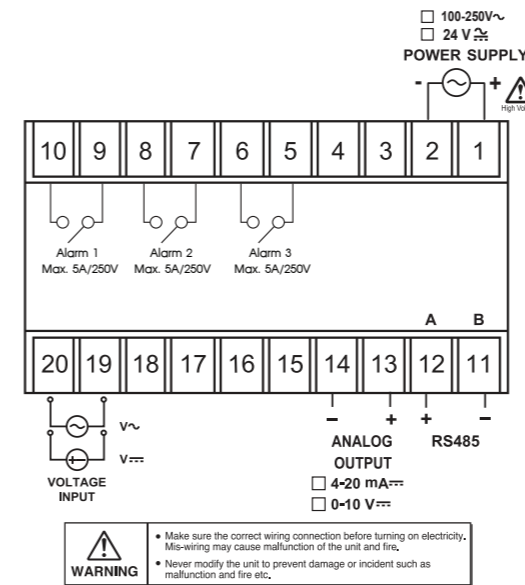 ☐ 100-250V~
☐ 24 V ≂
POWER SUPPLY
- +
High Vol
10 9 8 7 6 5 4 3 2 1
Alarm 1 Alarm 2 Alarm 3
Max. 5A/250V Max. 5A/250V Max. 5A/250V
A B
20 19 18 17 16 15 14 13 12 11
V~
V⎓
VOLTAGE
INPUT
- + + -
ANALOG RS485
OUTPUT
☐ 4-20 mA⎓
☐ 0-10 V⎓
WARNING
• Make sure the correct wiring connection before turning on electricity.
Mis-wiring may cause malfunction of the unit and fire.
• Never modify the unit to prevent damage or incident such as
malfunction and fire etc.